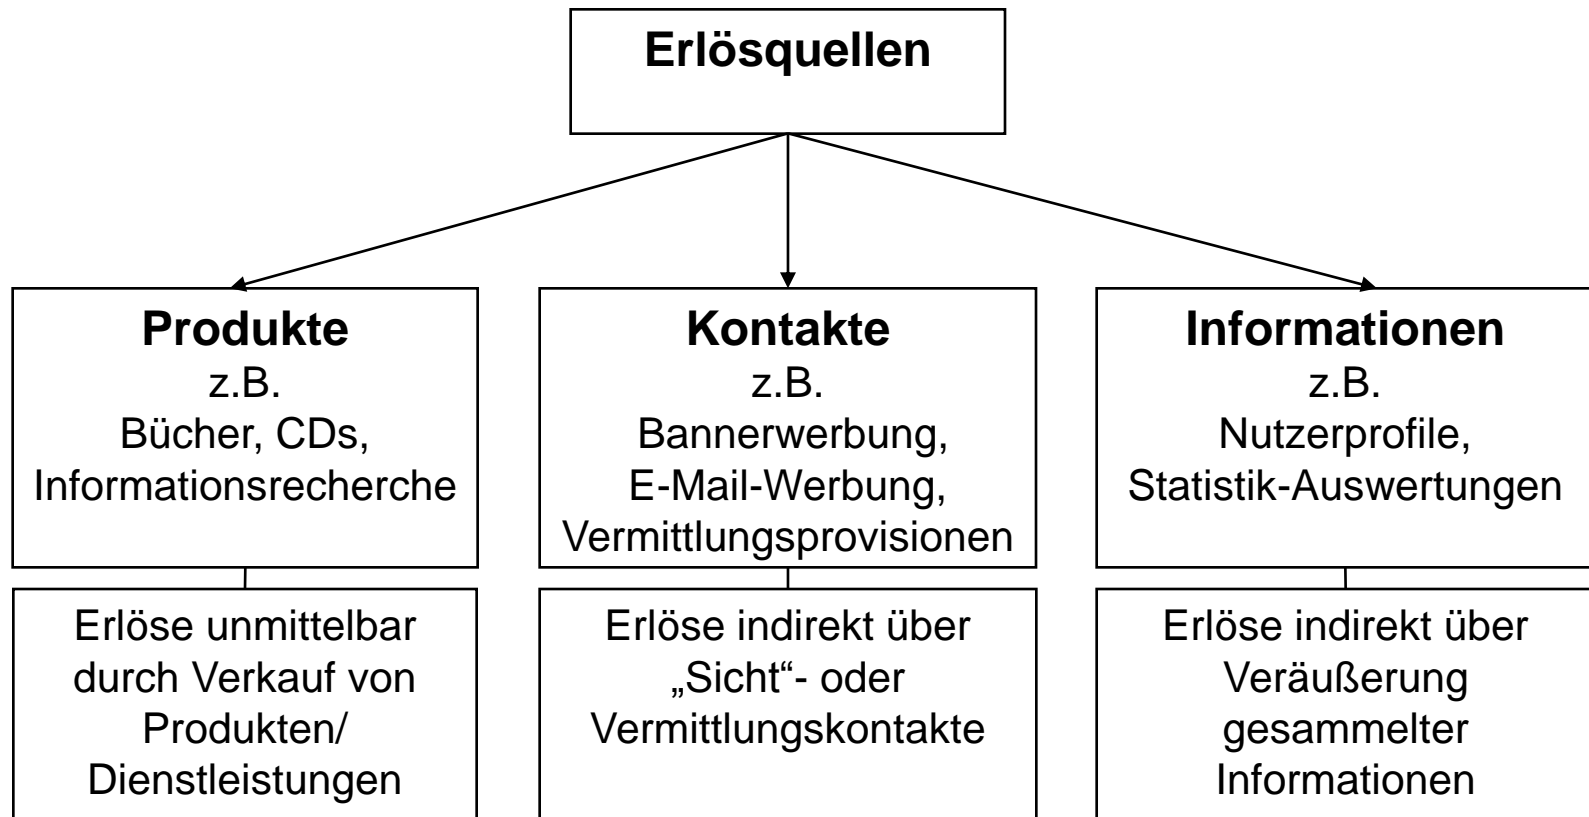 Erlösquellen
Produkte
z.B.
Bücher, CDs,
Informationsrecherche
Kontakte
z.B.
Bannerwerbung,
E-Mail-Werbung,
Vermittlungsprovisionen
Informationen
z.B.
Nutzerprofile,
Statistik-Auswertungen
Erlöse unmittelbar
durch Verkauf von
Produkten/
Dienstleistungen
Erlöse indirekt über
„Sicht“- oder
Vermittlungskontakte
Erlöse indirekt über
Veräußerung
gesammelter
Informationen